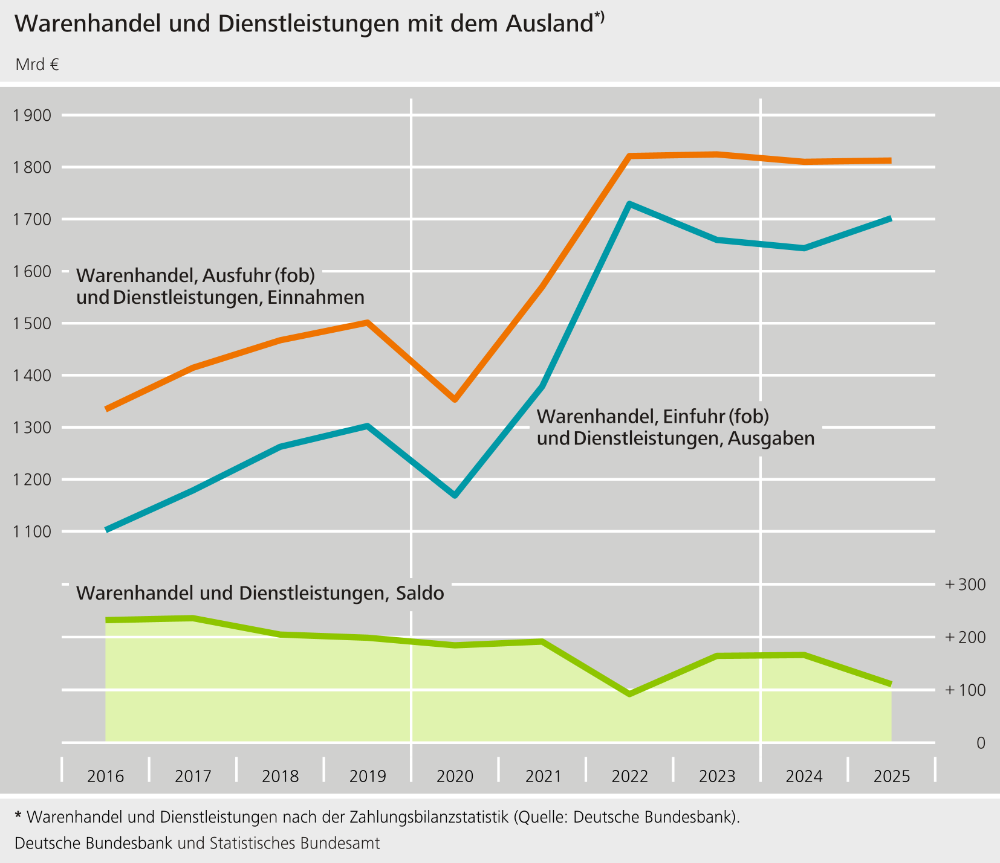 Warenhandel und Dienstleistungen mit dem Ausland*)
Mrd €
1 900
1 800
1 700
1 600
1 500
1 400
1 300
1 200
1 100
Warenhandel, Ausfuhr (fob)
und Dienstleistungen, Einnahmen
Warenhandel, Einfuhr (fob)
und Dienstleistungen, Ausgaben
Warenhandel und Dienstleistungen, Saldo
+ 300
+ 200
+ 100
0
2016 2017 2018 2019 2020 2021 2022 2023 2024 2025
* Warenhandel und Dienstleistungen nach der Zahlungsbilanzstatistik (Quelle: Deutsche Bundesbank).
Deutsche Bundesbank und Statistisches Bundesamt